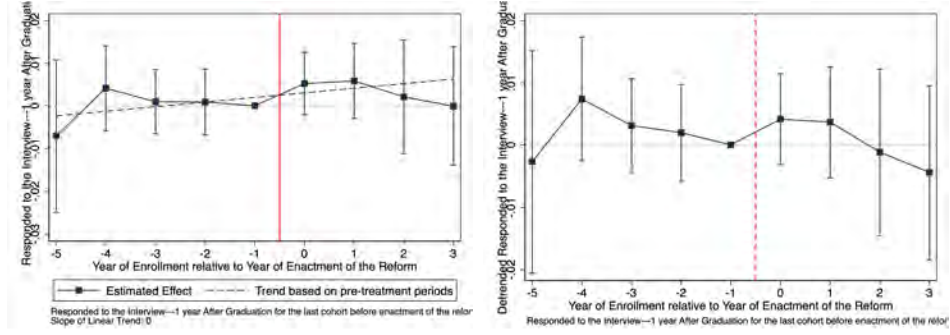 Responded to the Interview---1 year After Graduati
.02
.01
0
-.01
-.02
-.03
-5 -4 -3 -2 -1 0 1 2 3
Year of Enrollment relative to Year of Enactment of the Reform
Estimated Effect Trend based on pre-treatment periods
Responded to the Interview---1 year After Graduation for the last cohort before enactment of the refor
Slope of Linear Trend: 0
Detrended Responded to the Interview---1 year After Gradua
.02
.01
0
-.01
-.02
-5 -4 -3 -2 -1 0 1 2 3
Year of Enrollment relative to Year of Enactment of the Reform
Responded to the Interview---1 year After Graduation for the last cohort before enactment of the refor